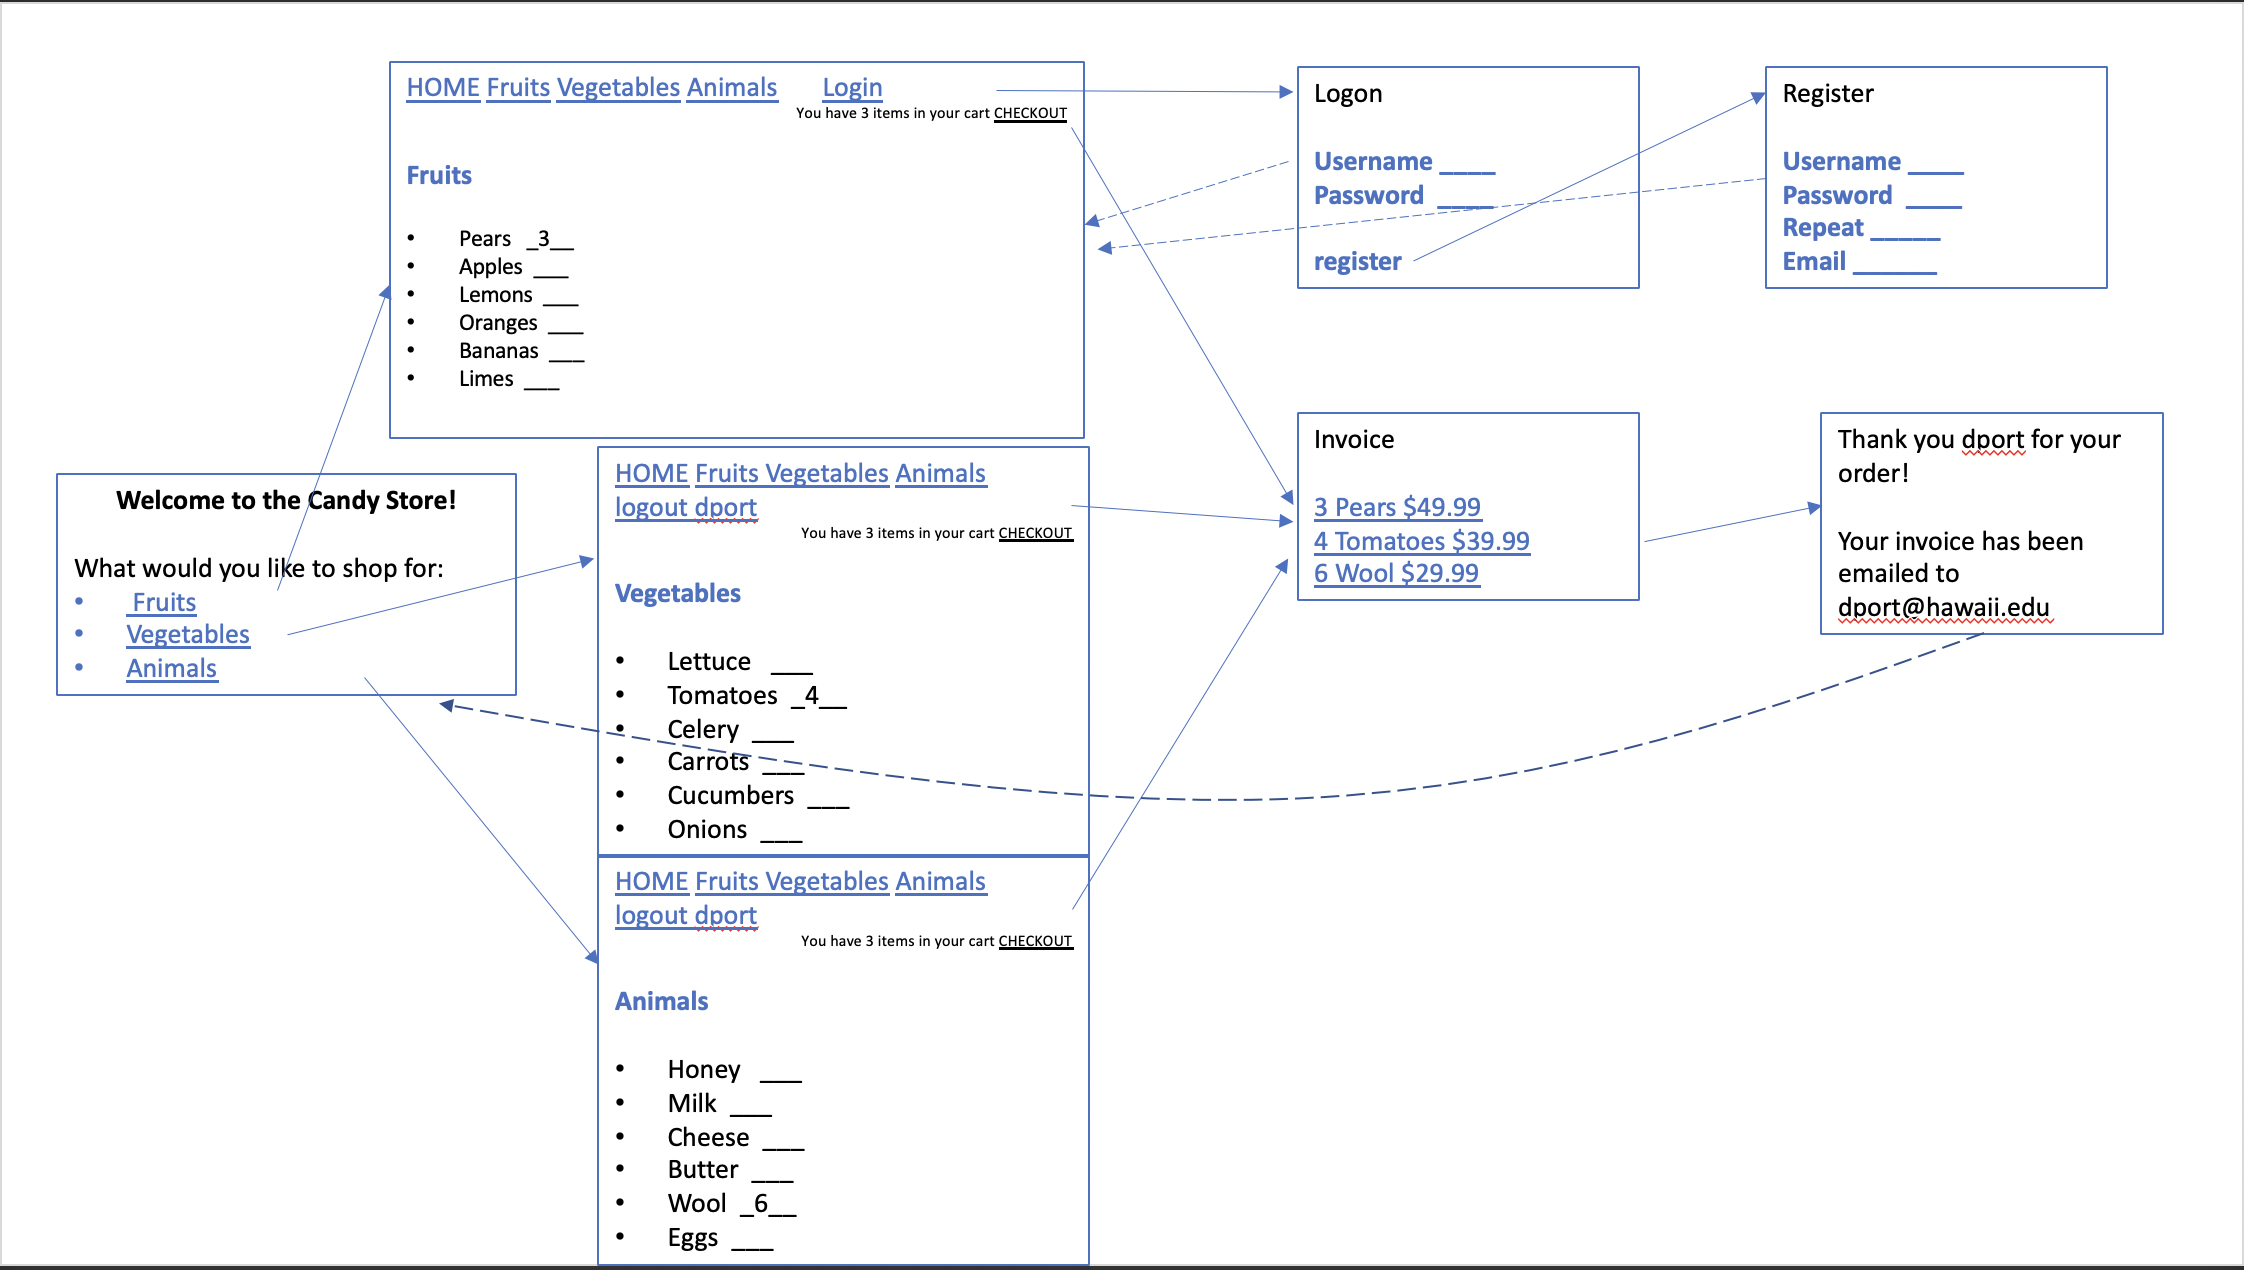 HOME Fruits Vegetables Animals Login
You have 3 items in your cart CHECKOUT
Fruits
• Pears _3__
• Apples ___
• Lemons ___
• Oranges ___
• Bananas ___
• Limes ___
Logon
Username ____
Password ____
register
Register
Username ____
Password ____
Repeat _____
Email ______
Welcome to the Candy Store!
What would you like to shop for:
• Fruits
• Vegetables
• Animals
HOME Fruits Vegetables Animals
logout dport
You have 3 items in your cart CHECKOUT
Vegetables
• Lettuce ___
• Tomatoes _4__
• Celery ___
• Carrots ___
• Cucumbers ___
• Onions ___
Invoice
3 Pears $49.99
4 Tomatoes $39.99
6 Wool $29.99
Thank you dport for your
order!
Your invoice has been
emailed to
dport@hawaii.edu
HOME Fruits Vegetables Animals
logout dport
You have 3 items in your cart CHECKOUT
Animals
• Honey ___
• Milk ___
• Cheese ___
• Butter ___
• Wool _6__
• Eggs ___